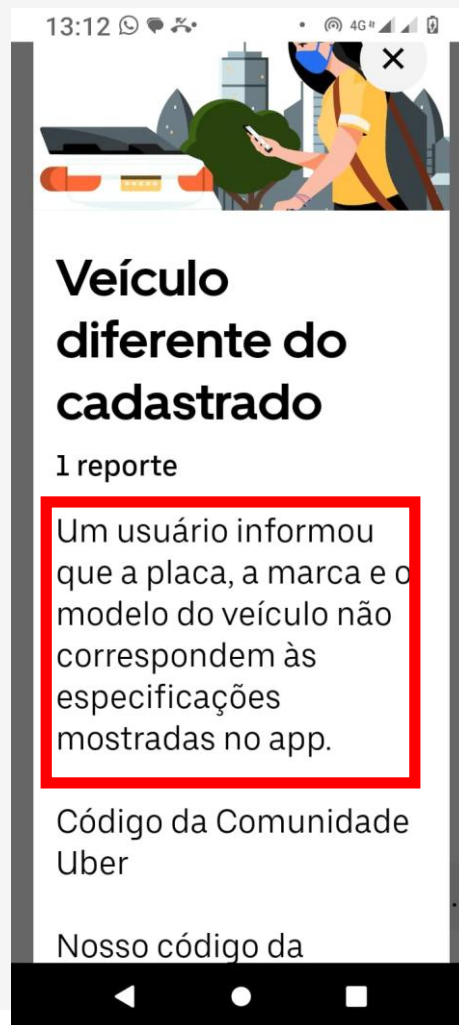 13:12
4G
Veículo
diferente do
cadastrado
1 reporte
Um usuário informou
que a placa, a marca e o
modelo do veículo não
correspondem às
especificações
mostradas no app.
Código da Comunidade
Uber
Nosso código da